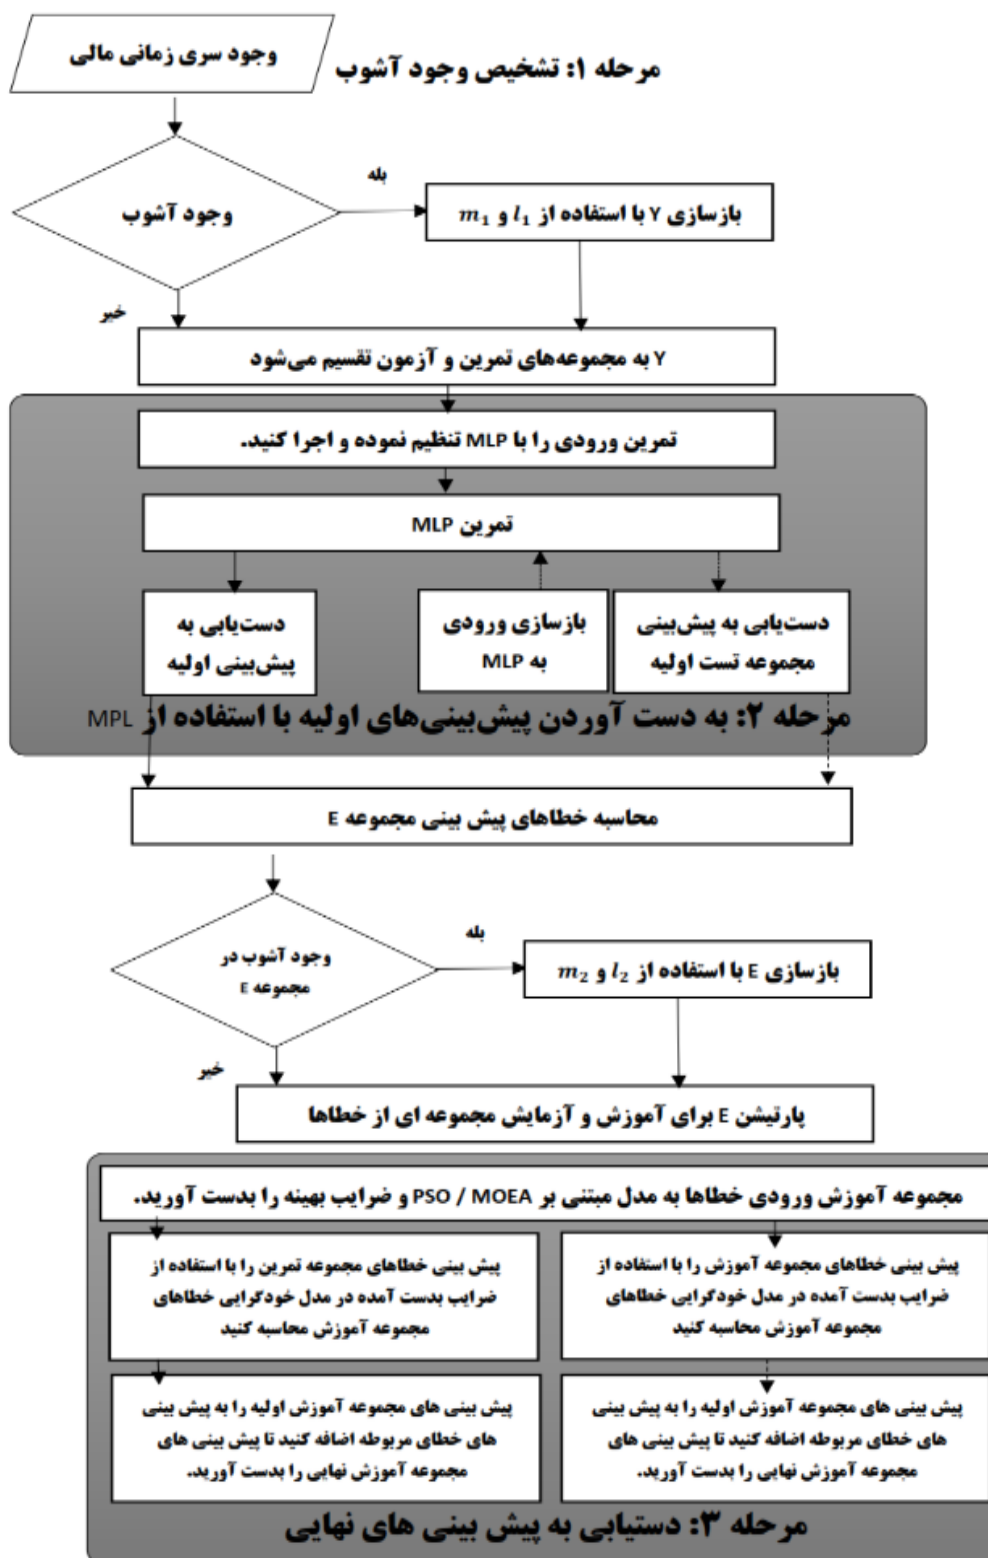 وجود سری زمانی مالی
مرحله ۱: تشخیص وجود آشوب
بله
وجود آشوب
بازسازی Y با استفاده از l₁ و m₁
خیر
Y به مجموعه‌های تمرین و آزمون تقسیم می‌شود
تمرین ورودی را با MLP تنظیم نموده و اجرا کنید.
تمرین MLP
دست‌یابی به پیش‌بینی
مجموعه تست اولیه
بازسازی ورودی
به MLP
دست‌یابی به
پیش‌بینی اولیه
مرحله ۲: به دست آوردن پیش‌بینی‌های اولیه با استفاده از MPL
محاسبه خطاهای پیش بینی مجموعه E
بله
وجود آشوب در
مجموعه E
بازسازی E با استفاده از l₂ و m₂
خیر
پارتیشن E برای آموزش و آزمایش مجموعه ای از خطاها
مجموعه آموزش ورودی خطاها به مدل مبتنی بر PSO / MOEA و ضرایب بهینه را بدست آورید.
پیش بینی خطاهای مجموعه آموزش را با استفاده از
ضرایب بدست آمده در مدل خودگرایی خطاهای
مجموعه آموزش محاسبه کنید
پیش بینی خطاهای مجموعه تمرین را با استفاده از
ضرایب بدست آمده در مدل خودگرایی خطاهای
مجموعه آموزش محاسبه کنید
پیش بینی های مجموعه آموزش اولیه را به پیش بینی
های خطای مربوطه اضافه کنید تا پیش بینی های
مجموعه آموزش نهایی را بدست آورید.
پیش بینی های مجموعه آموزش اولیه را به پیش بینی
های خطای مربوطه اضافه کنید تا پیش بینی های
مجموعه آموزش نهایی را بدست آورید.
مرحله ۳: دستیابی به پیش بینی های نهایی